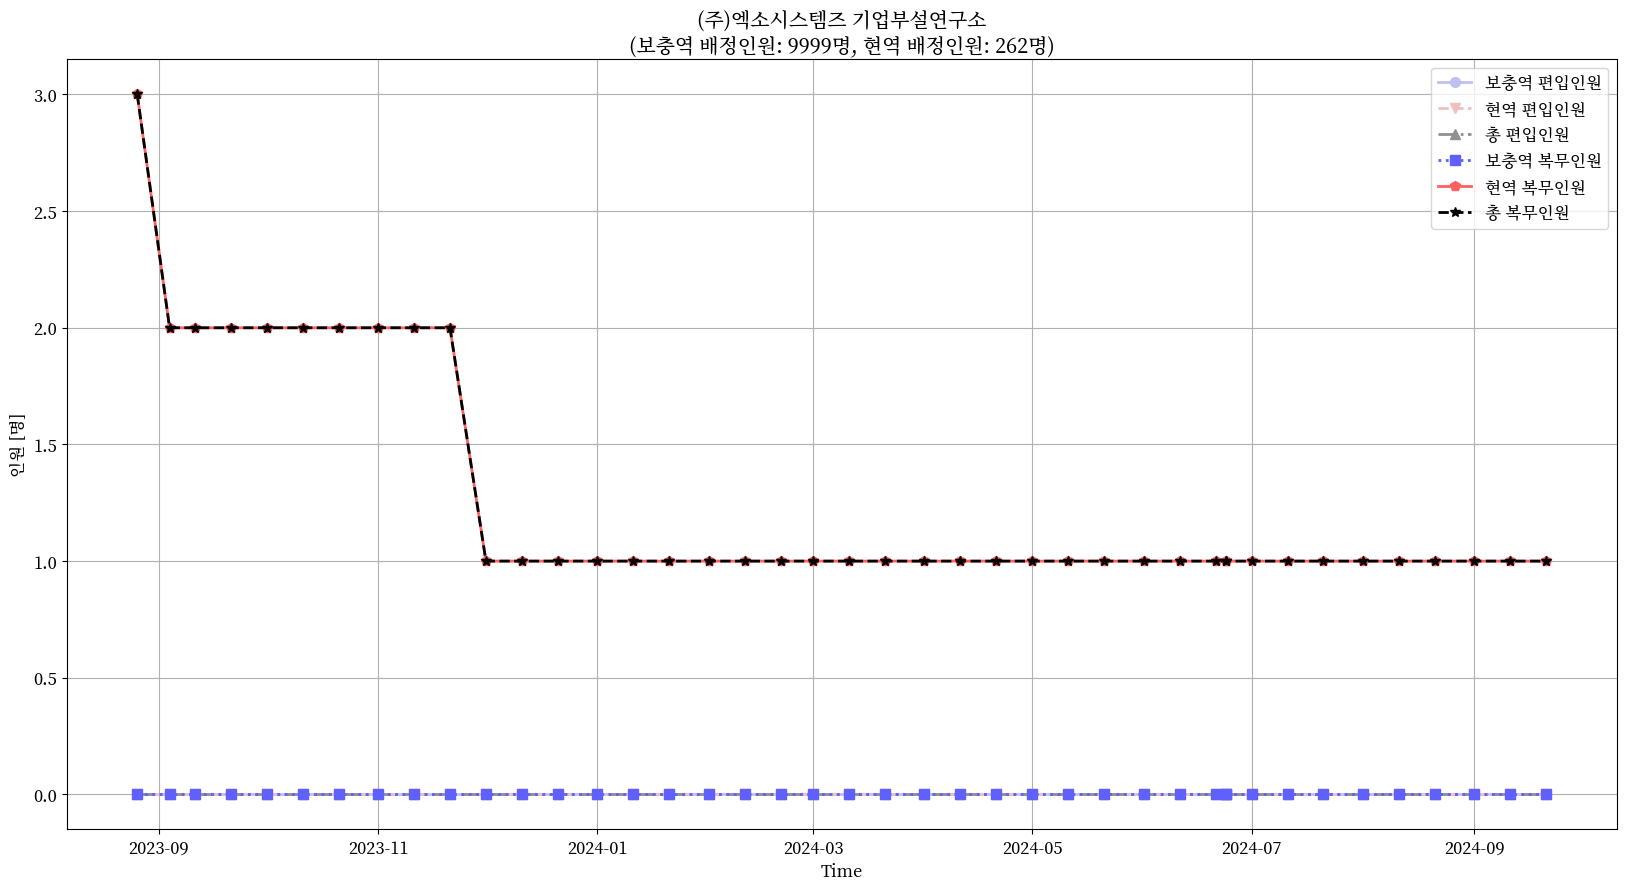 (주)엑소시스템즈 기업부설연구소
(보충역 배정인원: 9999명, 현역 배정인원: 262명)
보충역 편입인원
현역 편입인원
총 편입인원
보충역 복무인원
현역 복무인원
총 복무인원
인원 [명]
3.0
2.5
2.0
1.5
1.0
0.5
0.0
2023-09
2023-11
2024-01
2024-03
2024-05
2024-07
2024-09
Time